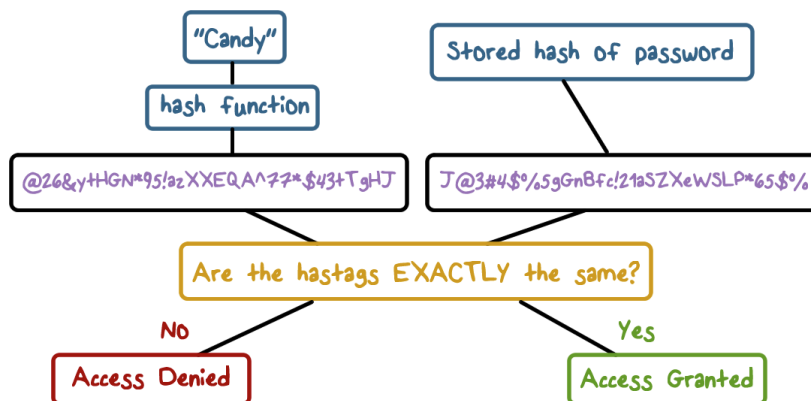 "Candy"
Stored hash of password
hash function
@26&y+HGN*95!azXXEQA^77*$43+TgHJ
J@3#4$%5gGnBfc!21aSZXeWSLP*65$%
Are the hastags EXACTLY the same?
No
Yes
Access Denied
Access Granted